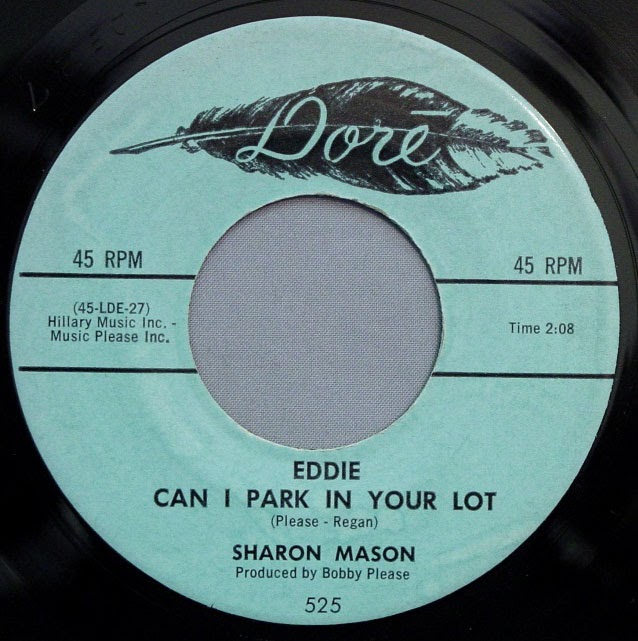 Doré
45 RPM
45 RPM
(45-LDE-27)
Hillary Music Inc. -
Music Please Inc.
Time 2:08
EDDIE
CAN I PARK IN YOUR LOT
(Please - Regan)
SHARON MASON
Produced by Bobby Please
525